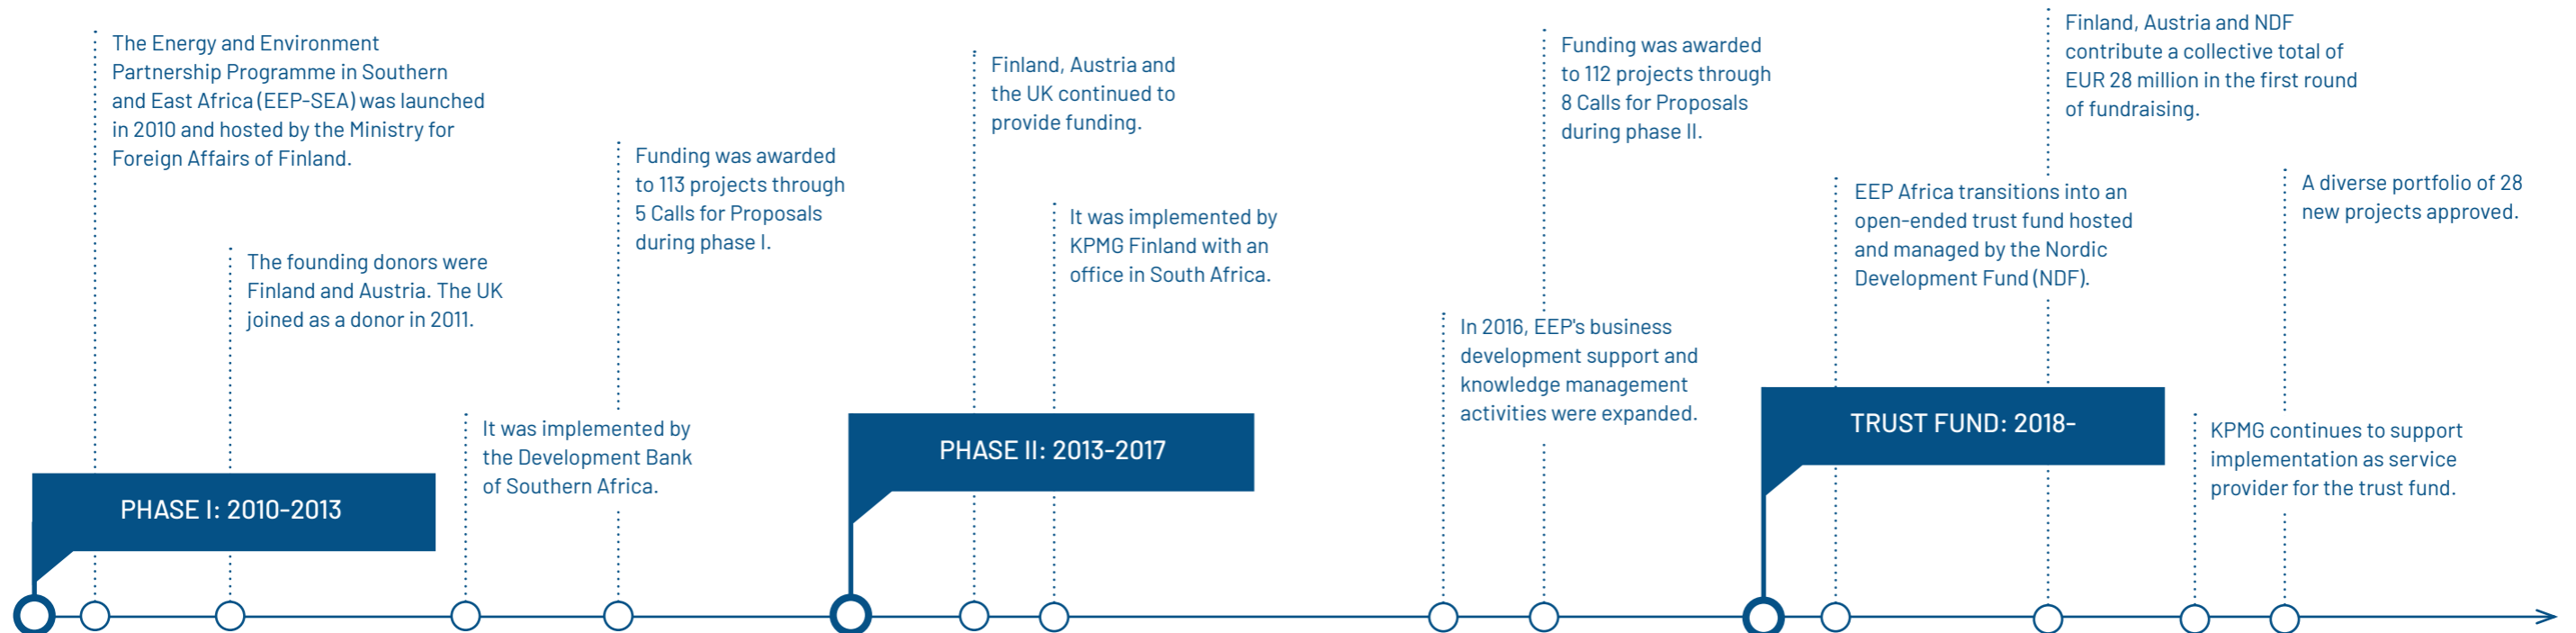 The Energy and Environment
Partnership Programme in Southern
and East Africa (EEP-SEA) was launched
in 2010 and hosted by the Ministry for
Foreign Affairs of Finland.
The founding donors were
Finland and Austria. The UK
joined as a donor in 2011.
PHASE I: 2010-2013
It was implemented by
the Development Bank
of Southern Africa.
Funding was awarded
to 113 projects through
5 Calls for Proposals
during phase I.
PHASE II: 2013-2017
Finland, Austria and
the UK continued to
provide funding.
It was implemented by
KPMG Finland with an
office in South Africa.
In 2016, EEP's business
development support and
knowledge management
activities were expanded.
Funding was awarded
to 112 projects through
8 Calls for Proposals
during phase II.
TRUST FUND: 2018-
EEP Africa transitions into an
open-ended trust fund hosted
and managed by the Nordic
Development Fund (NDF).
Finland, Austria and NDF
contribute a collective total of
EUR 28 million in the first round
of fundraising.
KPMG continues to support
implementation as service
provider for the trust fund.
A diverse portfolio of 28
new projects approved.